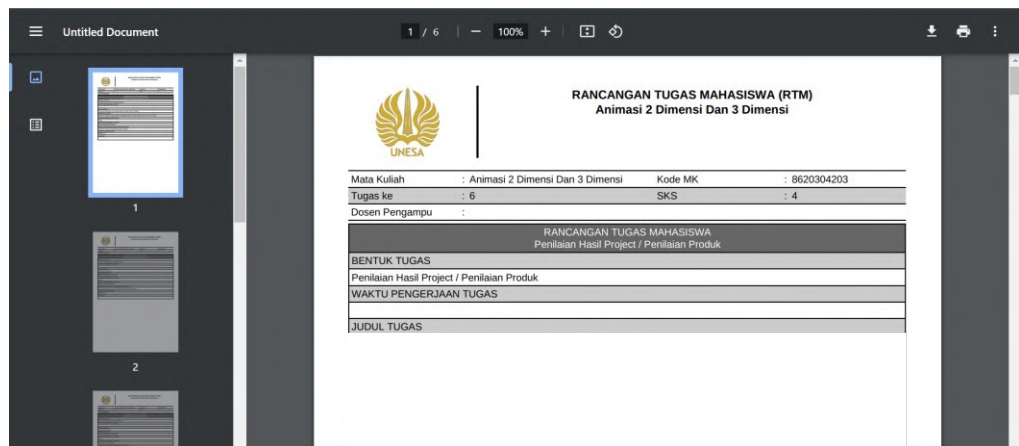 Untitled Document
1 / 6
100%
1
2
UNESA
RANCANGAN TUGAS MAHASISWA (RTM)
Animasi 2 Dimensi Dan 3 Dimensi
Mata Kuliah : Animasi 2 Dimensi Dan 3 Dimensi Kode MK : 8620304203
Tugas ke : 6 SKS : 4
Dosen Pengampu :
RANCANGAN TUGAS MAHASISWA
Penilaian Hasil Project / Penilaian Produk
BENTUK TUGAS
Penilaian Hasil Project / Penilaian Produk
WAKTU PENGERJAAN TUGAS
JUDUL TUGAS